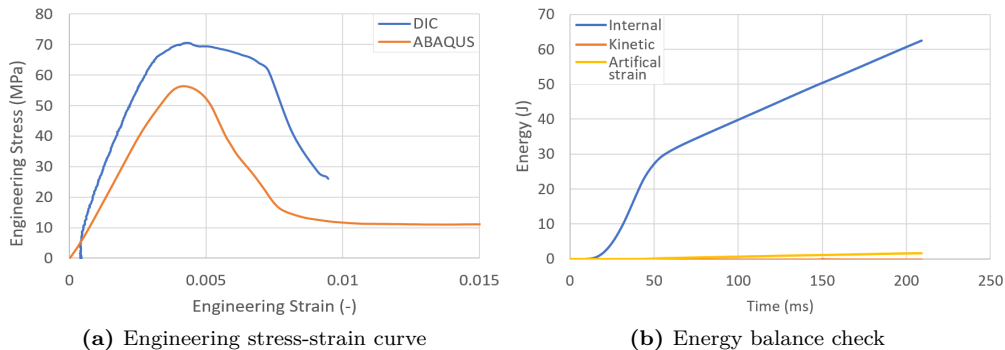 80
70
60
50
40
30
20
10
0
Engineering Stress (MPa)
DIC
ABAQUS
0
0.005
0.01
0.015
Engineering Strain (-)
(a) Engineering stress-strain curve
70
60
50
40
30
20
10
0
Energy (J)
Internal
Kinetic
Artifical
strain
0
50
100
150
200
250
Time (ms)
(b) Energy balance check